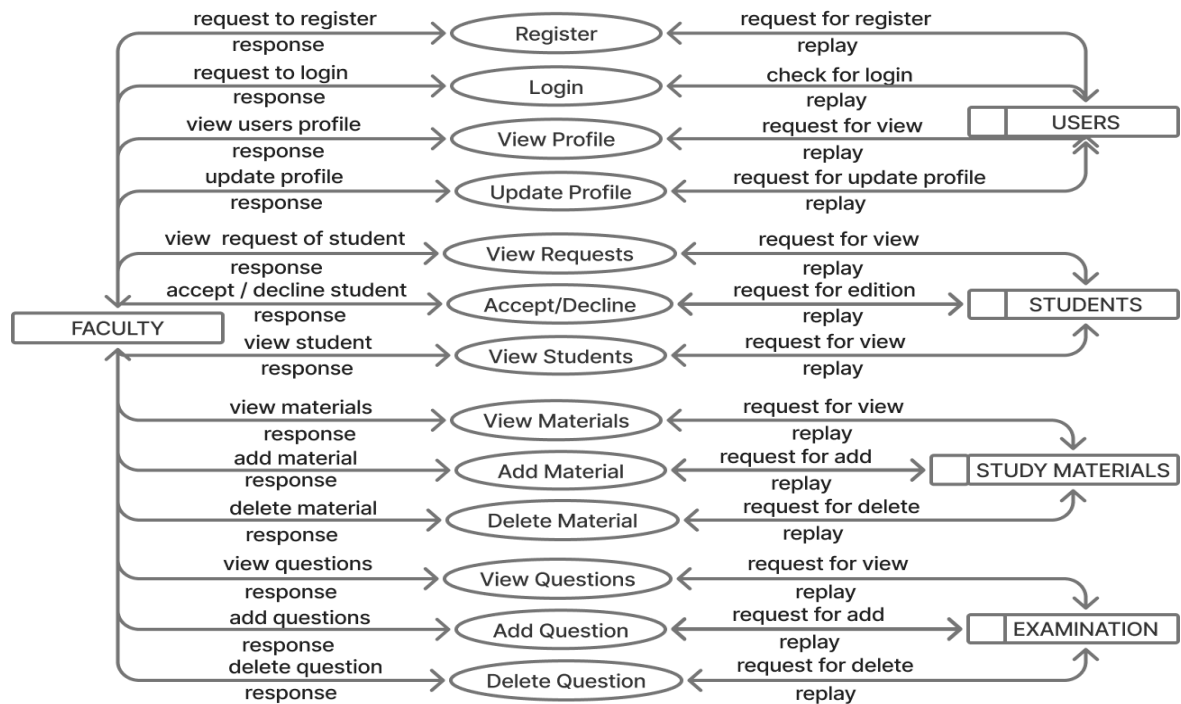 request to register
response
Register
request for register
replay
request to login
response
Login
check for login
replay
view users profile
response
View Profile
request for view
replay
USERS
update profile
response
Update Profile
request for update profile
replay
view request of student
response
View Requests
request for view
replay
accept / decline student
response
Accept/Decline
request for edition
replay
STUDENTS
FACULTY
view student
response
View Students
request for view
replay
view materials
response
View Materials
request for view
replay
add material
response
Add Material
request for add
replay
STUDY MATERIALS
delete material
response
Delete Material
request for delete
replay
view questions
response
View Questions
request for view
replay
add questions
response
Add Question
request for add
replay
EXAMINATION
delete question
response
Delete Question
request for delete
replay